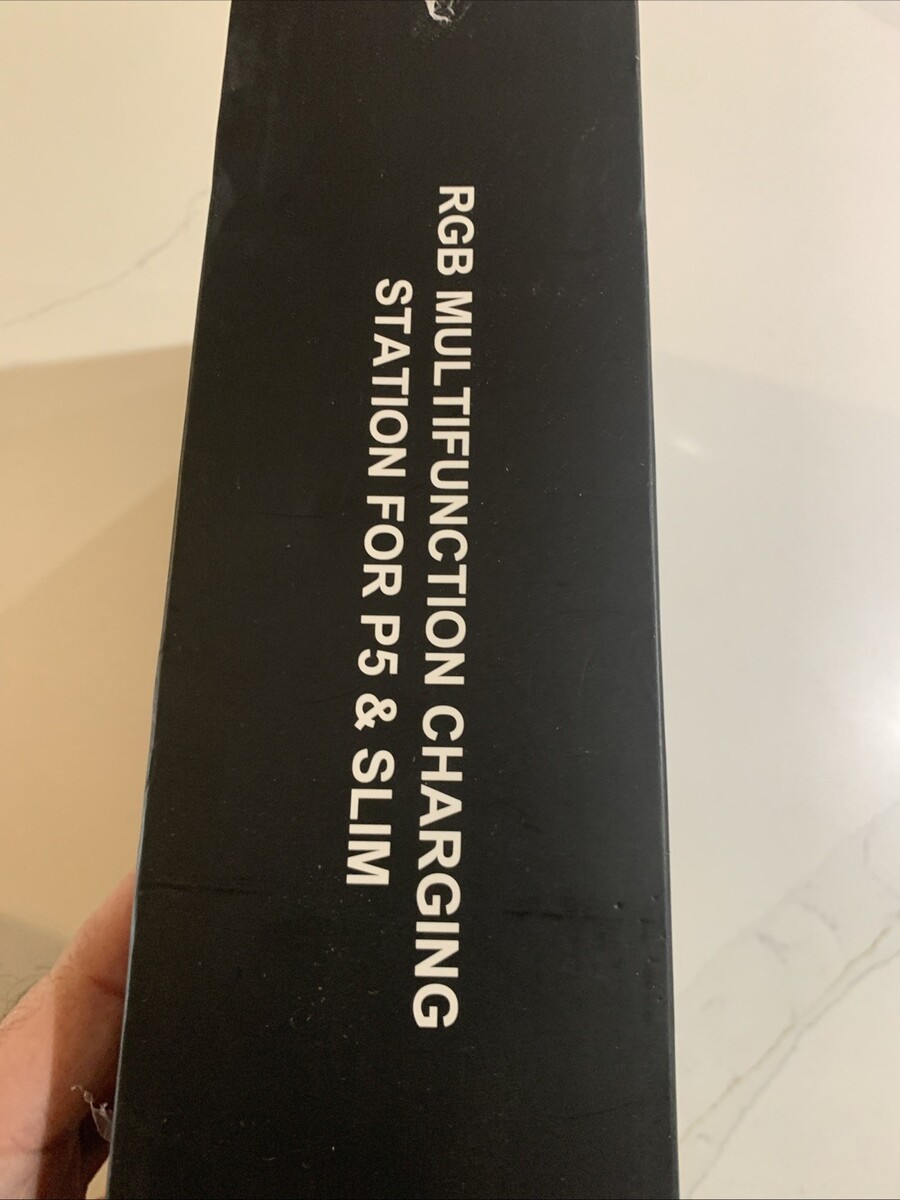 RGB MULTIFUNCTION CHARGING
STATION FOR P5 & SLIM